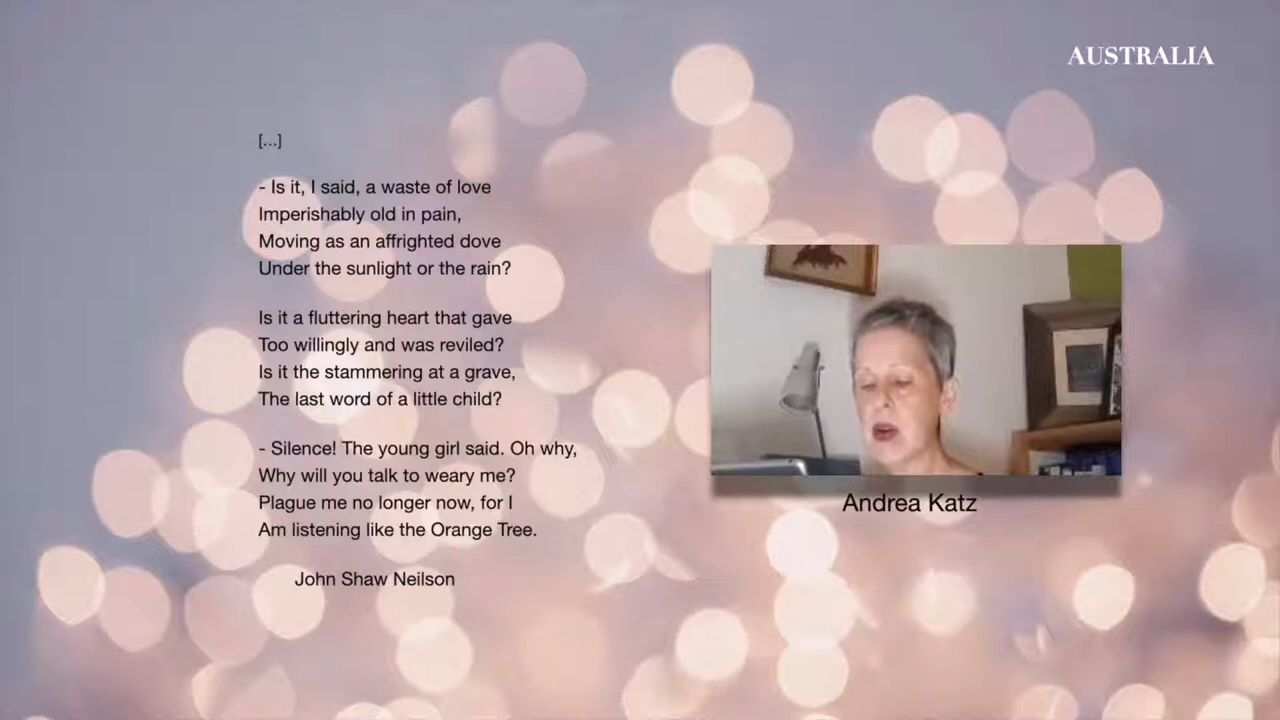 AUSTRALIA
[...]
- Is it, I said, a waste of love
Imperishably old in pain,
Moving as an affrighted dove
Under the sunlight or the rain?
Is it a fluttering heart that gave
Too willingly and was reviled?
Is it the stammering at a grave,
The last word of a little child?
- Silence! The young girl said. Oh why,
Why will you talk to weary me?
Plague me no longer now, for I
Am listening like the Orange Tree.
John Shaw Neilson
Andrea Katz